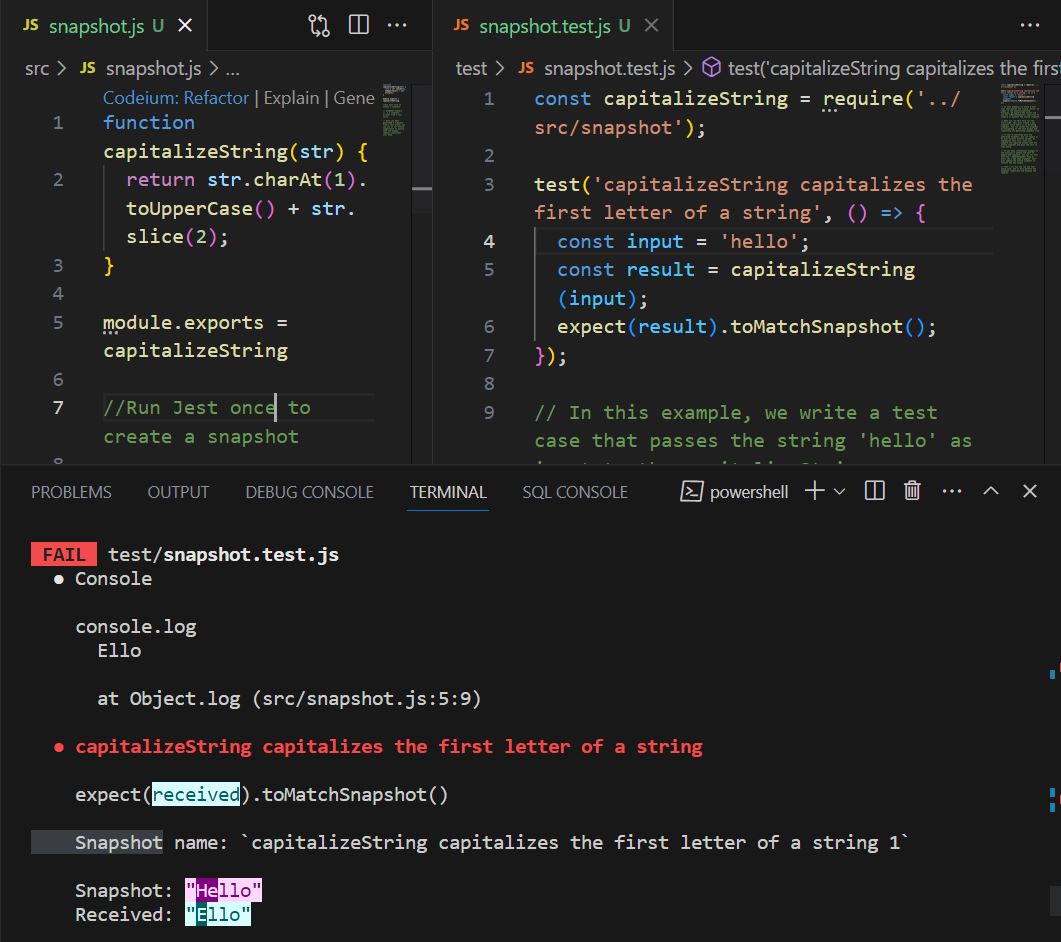 JS snapshot.js U
src > JS snapshot.js > ...
Codeium: Refactor | Explain | Gene
1 function
capitalizeString(str) {
2 return str.charAt(1).
toUpperCase() + str.
slice(2);
3 }
4
5 module.exports =
capitalizeString
6
7 //Run Jest once to
create a snapshot
8
JS snapshot.test.js U
test > JS snapshot.test.js > test('capitalizeString capitalizes the firs
1 const capitalizeString = require('../
src/snapshot');
2
3 test('capitalizeString capitalizes the
first letter of a string', () => {
4 const input = 'hello';
5 const result = capitalizeString
(input);
6 expect(result).toMatchSnapshot();
7 });
8
9 // In this example, we write a test
case that passes the string 'hello' as
PROBLEMS OUTPUT DEBUG CONSOLE TERMINAL SQL CONSOLE powershell
FAIL test/snapshot.test.js
● Console
console.log
Ello
at Object.log (src/snapshot.js:5:9)
● capitalizeString capitalizes the first letter of a string
expect(received).toMatchSnapshot()
Snapshot name: `capitalizeString capitalizes the first letter of a string 1`
Snapshot: "Hello"
Received: "Ello"